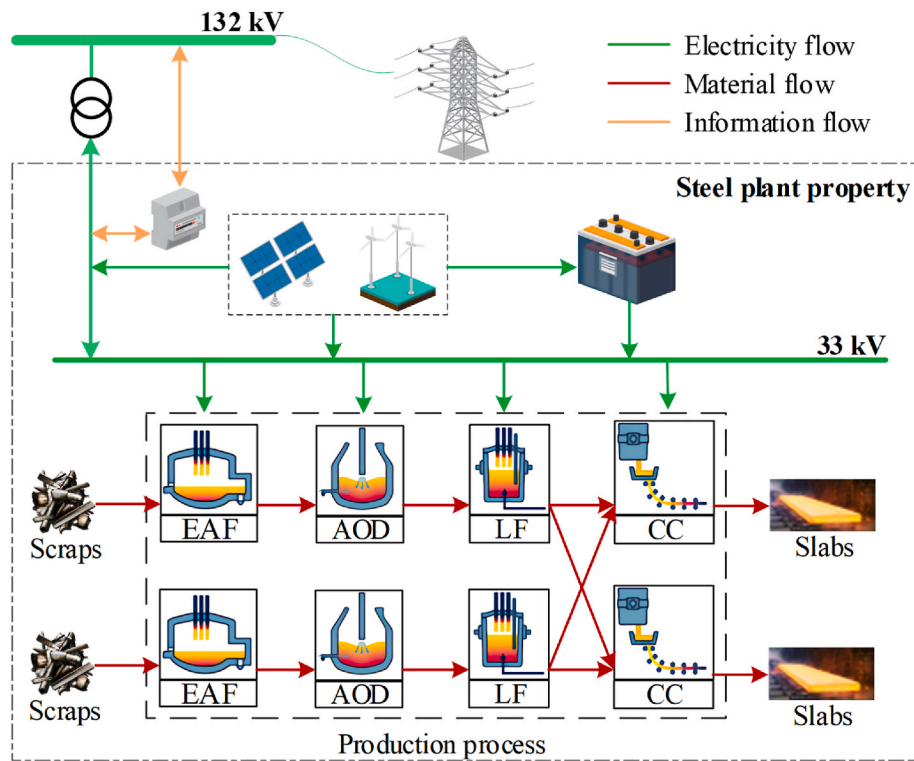 132 kV
Electricity flow
Material flow
Information flow
Steel plant property
33 kV
EAF
AOD
LF
CC
Scraps
Slabs
EAF
AOD
LF
CC
Scraps
Slabs
Production process